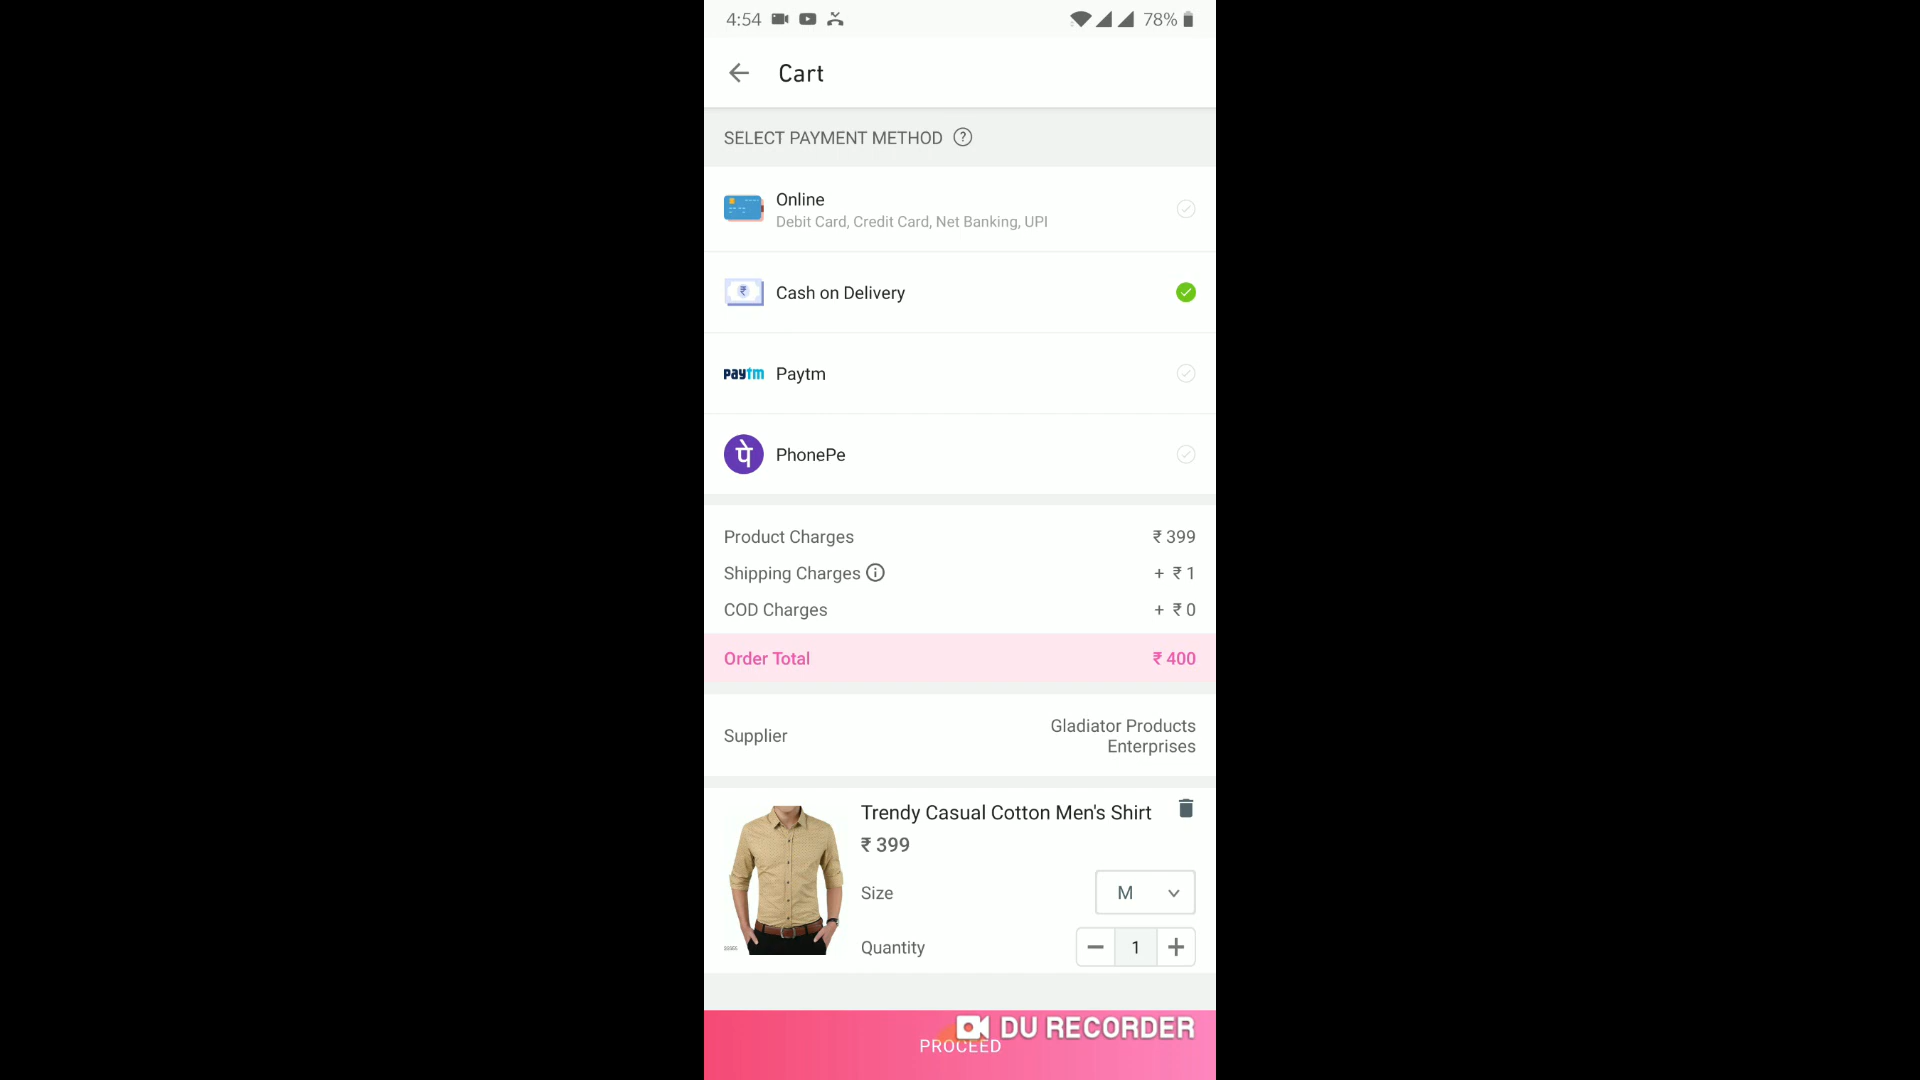 4:54
78%
Cart
SELECT PAYMENT METHOD ?
Online
Debit Card, Credit Card, Net Banking, UPI
₹
Cash on Delivery
paytm Paytm
पे PhonePe
Product Charges ₹ 399
Shipping Charges + ₹ 1
COD Charges + ₹ 0
Order Total ₹ 400
Supplier Gladiator Products
Enterprises
Trendy Casual Cotton Men's Shirt
₹ 399
Size M
Quantity − 1 +
DU RECORDER
PROCEED